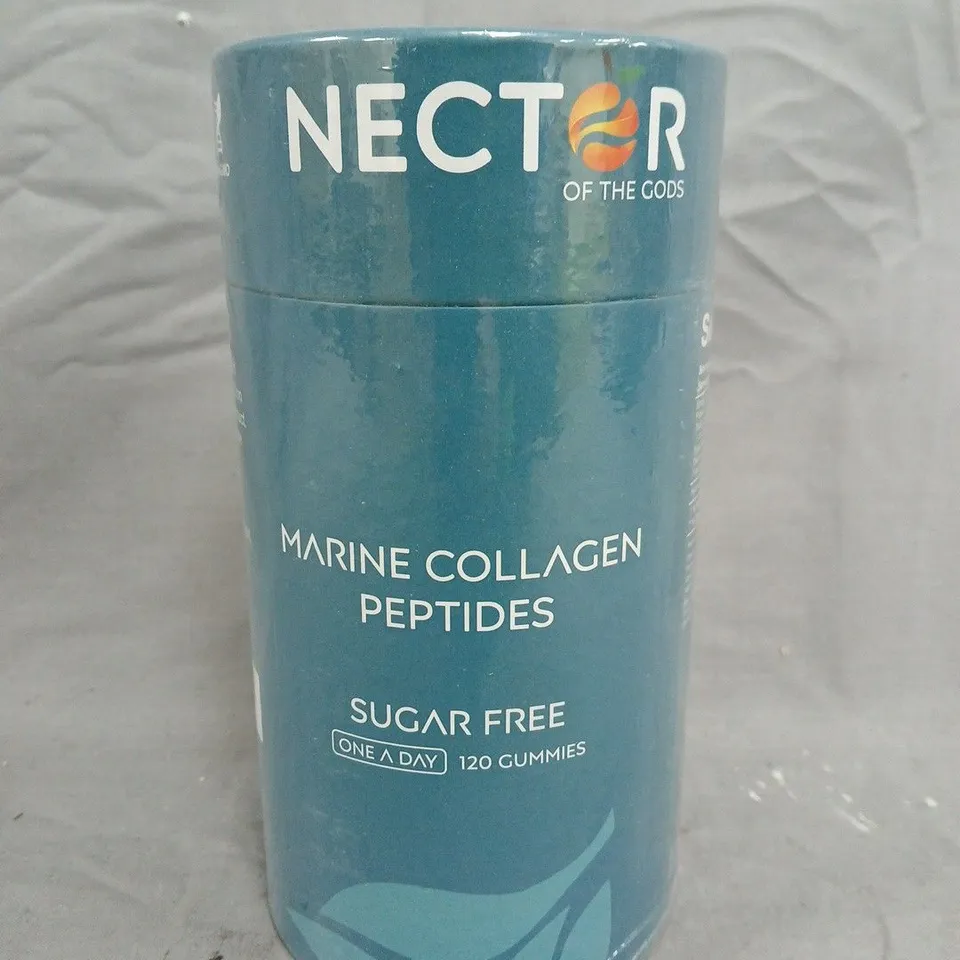 NECTOR
OF THE GODS
MARINE COLLAGEN
PEPTIDES
SUGAR FREE
ONE A DAY 120 GUMMIES